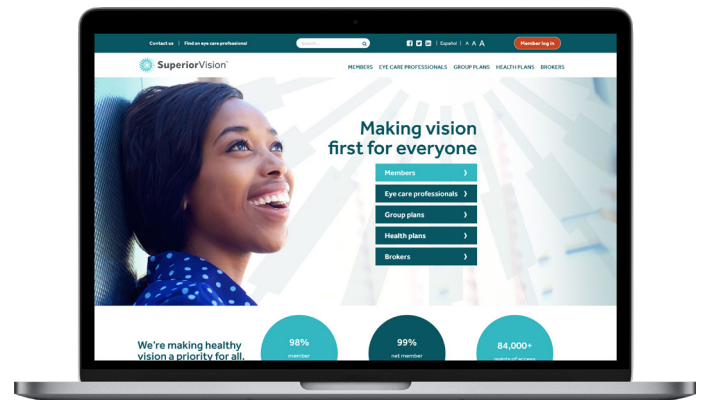 Contact us | Find an eye care professional
Search...
Español | A A A
Member log in
SuperiorVision™
MEMBERS EYE CARE PROFESSIONALS GROUP PLANS HEALTH PLANS BROKERS
Making vision
first for everyone
Members
Eye care professionals
Group plans
Health plans
Brokers
We're making healthy
vision a priority for all.
98%
member
99%
net member
84,000+
points of access